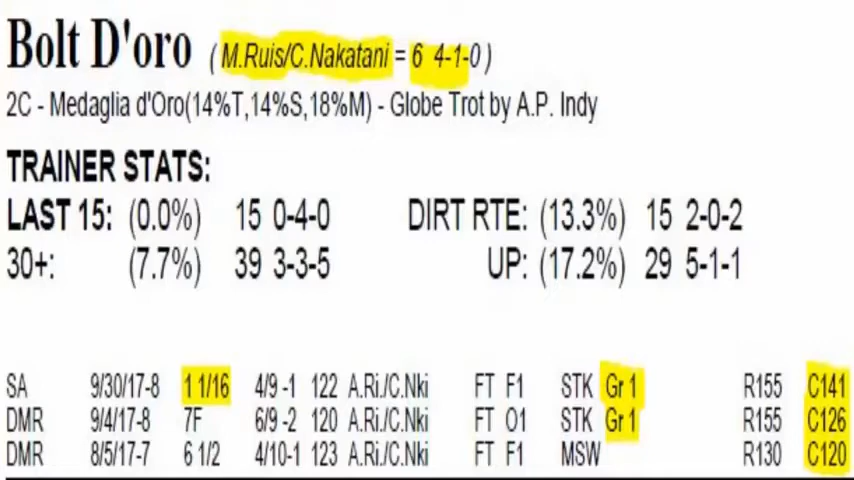 Bolt D'oro ( M.Ruis/C.Nakatani = 6 4-1-0 )
2C - Medaglia d'Oro(14%T,14%S,18%M) - Globe Trot by A.P. Indy
TRAINER STATS:
LAST 15: (0.0%) 15 0-4-0 DIRT RTE: (13.3%) 15 2-0-2
30+: (7.7%) 39 3-3-5 UP: (17.2%) 29 5-1-1
SA 9/30/17-8 1 1/16 4/9 -1 122 A.Ri./C.Nki FT F1 STK Gr 1 R155 C141
DMR 9/4/17-8 7F 6/9 -2 120 A.Ri./C.Nki FT O1 STK Gr 1 R155 C126
DMR 8/5/17-7 6 1/2 4/10-1 123 A.Ri./C.Nki FT F1 MSW R130 C120